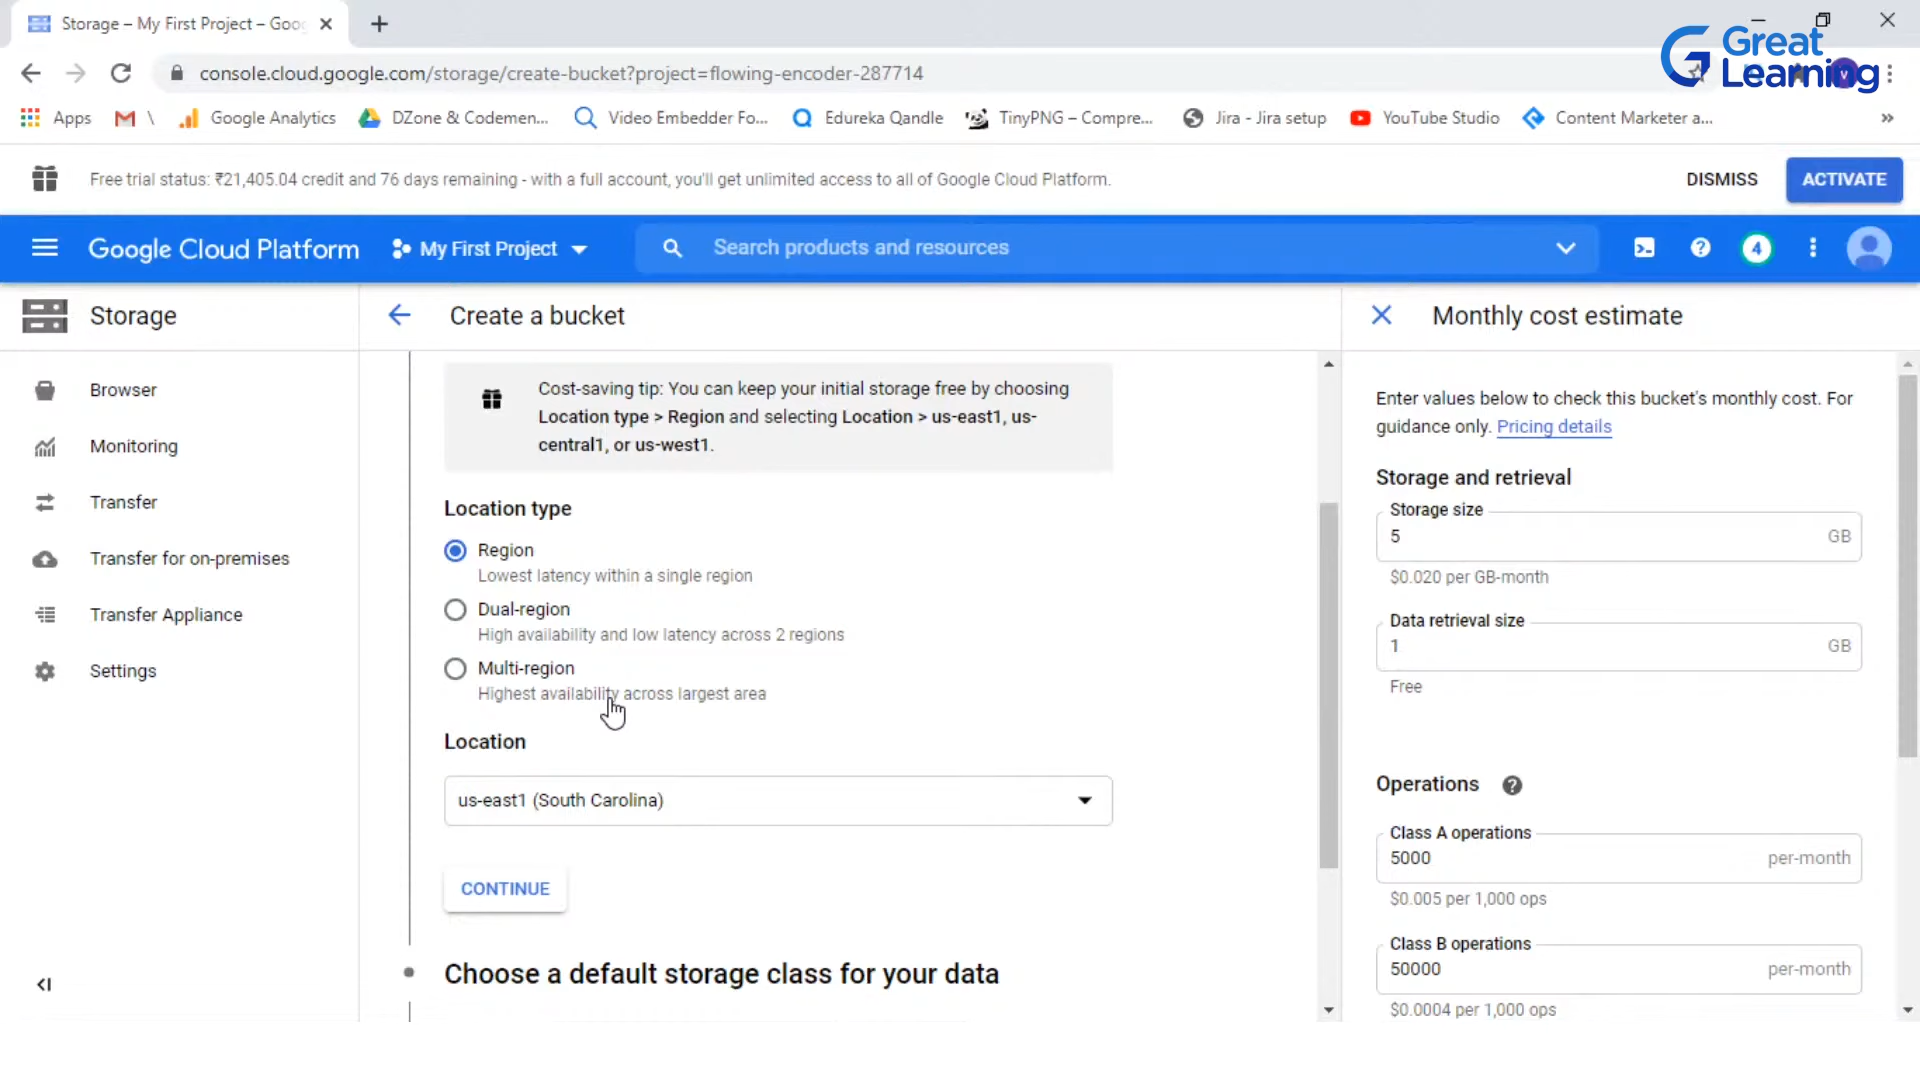 Storage – My First Project – Goo
Great
Learning
console.cloud.google.com/storage/create-bucket?project=flowing-encoder-287714
Apps
\
Google Analytics
DZone & Codemen...
Video Embedder Fo...
Edureka Qandle
TinyPNG – Compre...
Jira - Jira setup
YouTube Studio
Content Marketer a...
»
Free trial status: ₹21,405.04 credit and 76 days remaining - with a full account, you'll get unlimited access to all of Google Cloud Platform.
DISMISS
ACTIVATE
Google Cloud Platform
My First Project
Search products and resources
4
Storage
Browser
Monitoring
Transfer
Transfer for on-premises
Transfer Appliance
Settings
Create a bucket
Cost-saving tip: You can keep your initial storage free by choosing
Location type > Region and selecting Location > us-east1, us-
central1, or us-west1.
Location type
Region
Lowest latency within a single region
Dual-region
High availability and low latency across 2 regions
Multi-region
Highest availability across largest area
Location
us-east1 (South Carolina)
CONTINUE
Choose a default storage class for your data
Monthly cost estimate
Enter values below to check this bucket's monthly cost. For
guidance only. Pricing details
Storage and retrieval
Storage size
5 GB
$0.020 per GB-month
Data retrieval size
1 GB
Free
Operations
Class A operations
5000 per-month
$0.005 per 1,000 ops
Class B operations
50000 per-month
$0.0004 per 1,000 ops